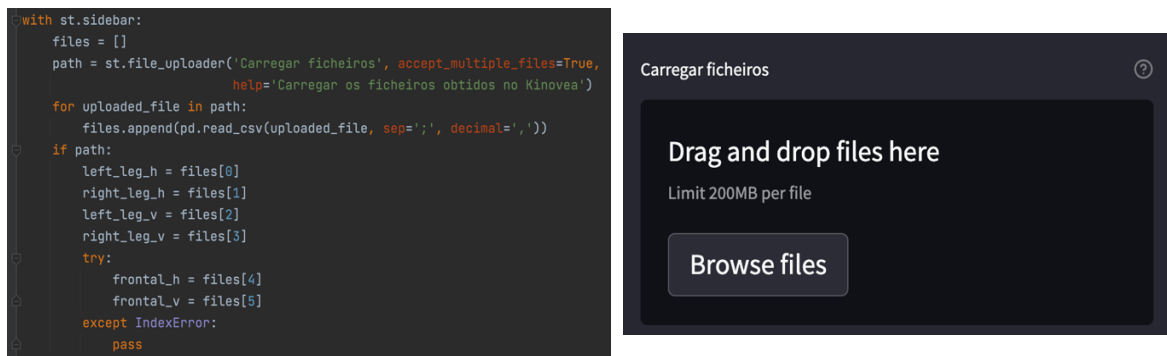 with st.sidebar:
    files = []
    path = st.file_uploader('Carregar ficheiros', accept_multiple_files=True,
                            help='Carregar os ficheiros obtidos no Kinovea')
    for uploaded_file in path:
        files.append(pd.read_csv(uploaded_file, sep=';', decimal=','))
    if path:
        left_leg_h = files[0]
        right_leg_h = files[1]
        left_leg_v = files[2]
        right_leg_v = files[3]
        try:
            frontal_h = files[4]
            frontal_v = files[5]
        except IndexError:
            pass
Carregar ficheiros
?
Drag and drop files here
Limit 200MB per file
Browse files